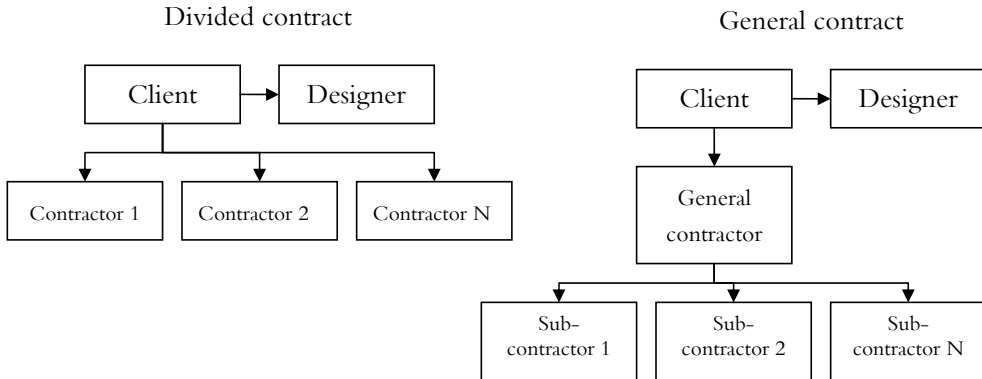 Divided contract
Client
Designer
Contractor 1
Contractor 2
Contractor N
General contract
Client
Designer
General
contractor
Sub-
contractor 1
Sub-
contractor 2
Sub-
contractor N